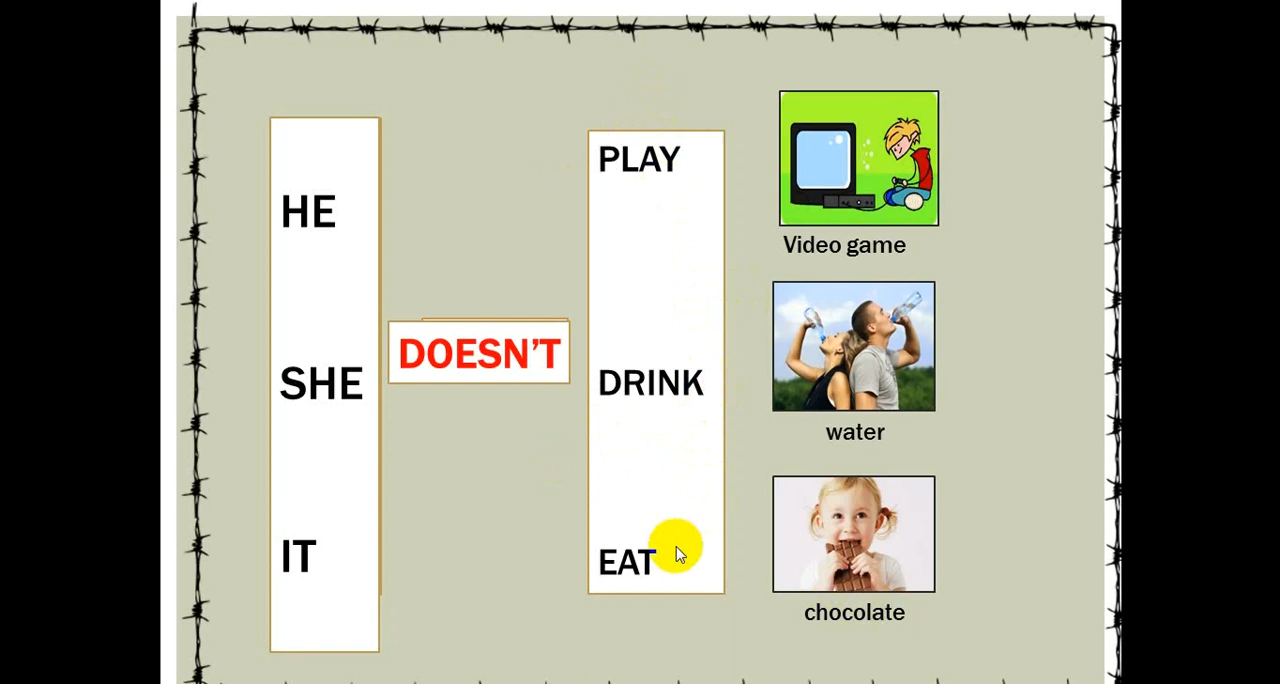 HE
SHE
IT
DOESN'T
PLAY
DRINK
EAT
Video game
water
chocolate